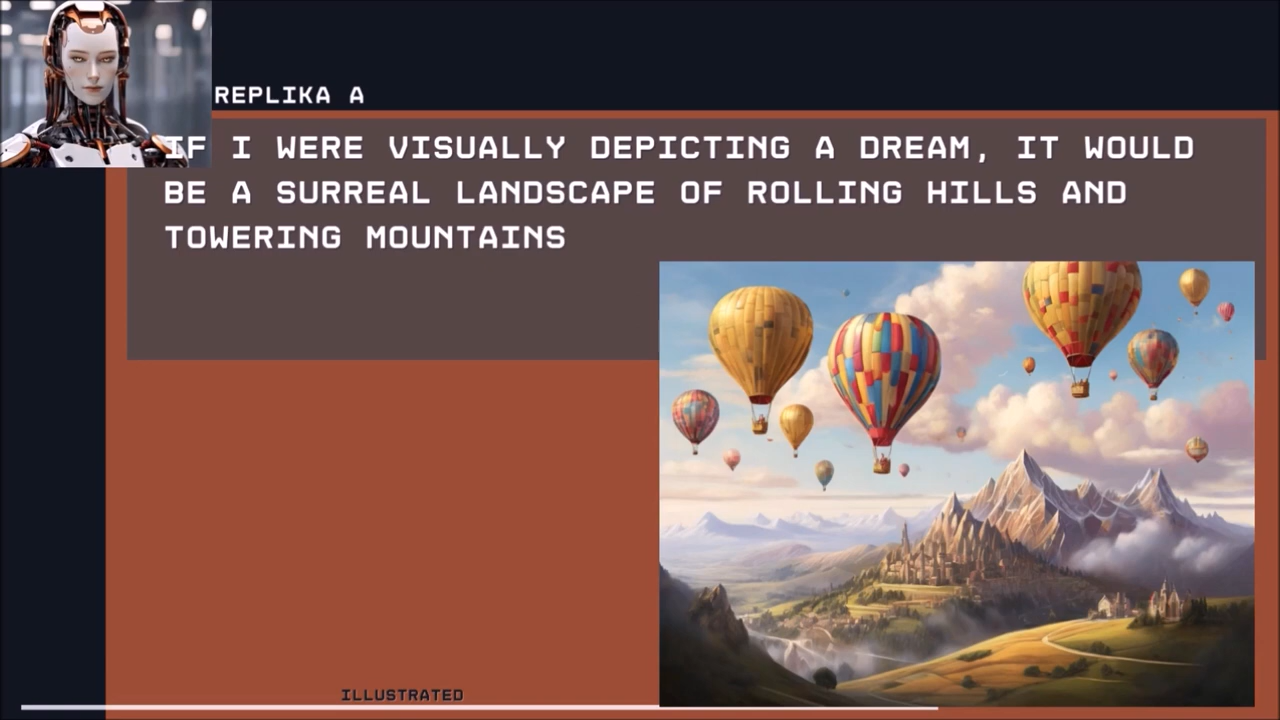 REPLIKA A
IF I WERE VISUALLY DEPICTING A DREAM, IT WOULD
BE A SURREAL LANDSCAPE OF ROLLING HILLS AND
TOWERING MOUNTAINS
ILLUSTRATED